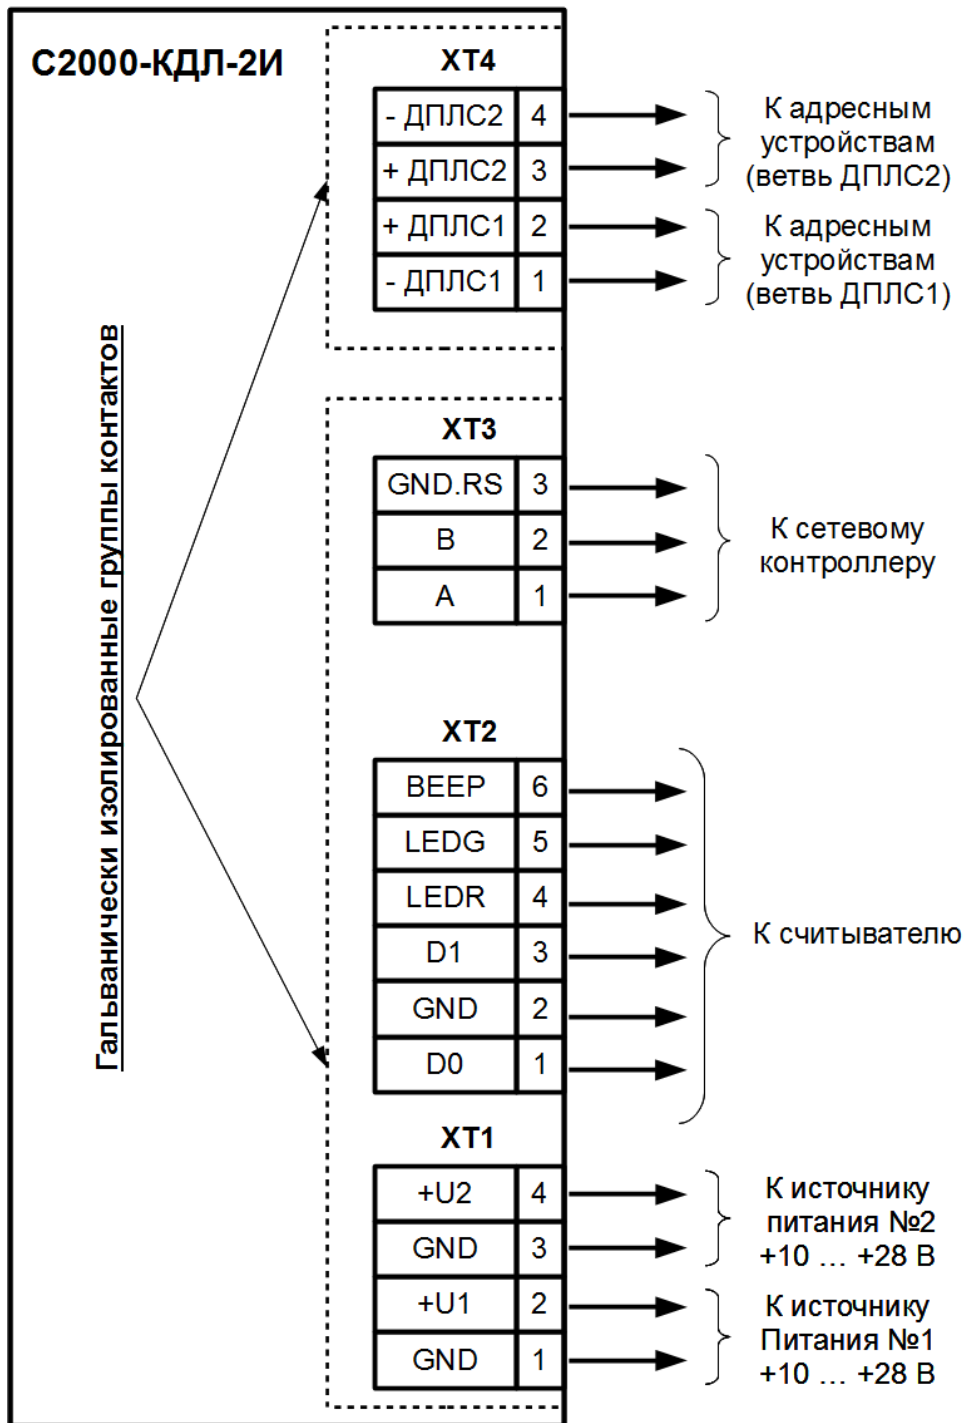 С2000-КДЛ-2И
Гальванически изолированные группы контактов
XT4
- ДПЛС2 4
+ ДПЛС2 3
+ ДПЛС1 2
- ДПЛС1 1
К адресным
устройствам
(ветвь ДПЛС2)
К адресным
устройствам
(ветвь ДПЛС1)
XT3
GND.RS 3
B 2
A 1
К сетевому
контроллеру
XT2
BEEP 6
LEDG 5
LEDR 4
D1 3
GND 2
D0 1
К считывателю
XT1
+U2 4
GND 3
+U1 2
GND 1
К источнику
питания №2
+10 ... +28 В
К источнику
Питания №1
+10 ... +28 В